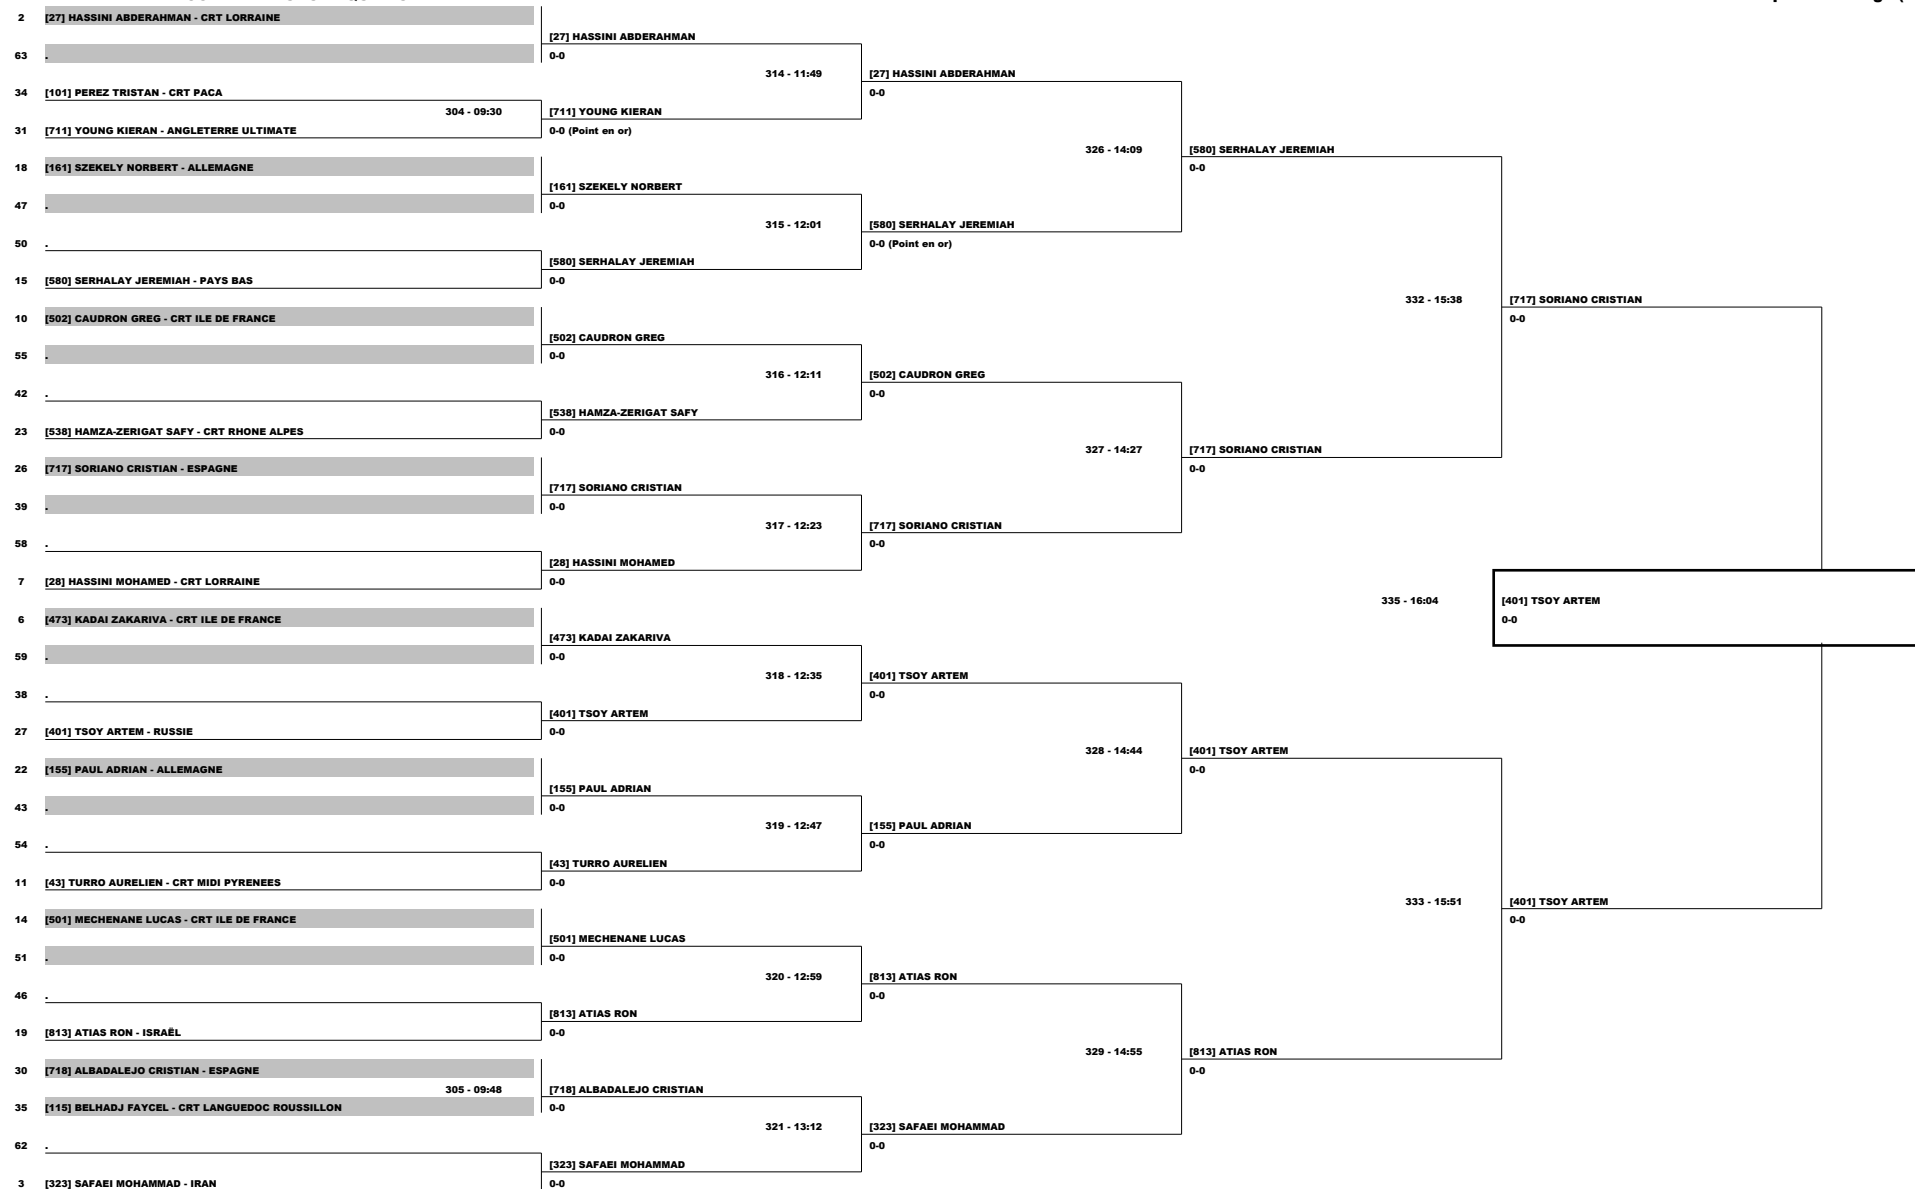 2 [27] HASSINI ABDERAHMAN - CRT LORRAINE
[27] HASSINI ABDERAHMAN
63 .
0-0
314 - 11:49
[27] HASSINI ABDERAHMAN
34 [101] PEREZ TRISTAN - CRT PACA
0-0
304 - 09:30
[711] YOUNG KIERAN
31 [711] YOUNG KIERAN - ANGLETERRE ULTIMATE
0-0 (Point en or)
326 - 14:09
[580] SERHALAY JEREMIAH
18 [161] SZEKELY NORBERT - ALLEMAGNE
0-0
[161] SZEKELY NORBERT
47 .
0-0
315 - 12:01
[580] SERHALAY JEREMIAH
50 .
0-0 (Point en or)
[580] SERHALAY JEREMIAH
15 [580] SERHALAY JEREMIAH - PAYS BAS
0-0
332 - 15:38
[717] SORIANO CRISTIAN
10 [502] CAUDRON GREG - CRT ILE DE FRANCE
0-0
[502] CAUDRON GREG
55 .
0-0
316 - 12:11
[502] CAUDRON GREG
42 .
0-0
[538] HAMZA-ZERIGAT SAFY
23 [538] HAMZA-ZERIGAT SAFY - CRT RHONE ALPES
0-0
327 - 14:27
[717] SORIANO CRISTIAN
26 [717] SORIANO CRISTIAN - ESPAGNE
0-0
[717] SORIANO CRISTIAN
39 .
0-0
317 - 12:23
[717] SORIANO CRISTIAN
58 .
0-0
[28] HASSINI MOHAMED
7 [28] HASSINI MOHAMED - CRT LORRAINE
0-0
335 - 16:04
[401] TSOY ARTEM
6 [473] KADAI ZAKARIVA - CRT ILE DE FRANCE
0-0
[473] KADAI ZAKARIVA
59 .
0-0
318 - 12:35
[401] TSOY ARTEM
38 .
0-0
[401] TSOY ARTEM
27 [401] TSOY ARTEM - RUSSIE
0-0
328 - 14:44
[401] TSOY ARTEM
22 [155] PAUL ADRIAN - ALLEMAGNE
0-0
[155] PAUL ADRIAN
43 .
0-0
319 - 12:47
[155] PAUL ADRIAN
54 .
0-0
[43] TURRO AURELIEN
11 [43] TURRO AURELIEN - CRT MIDI PYRENEES
0-0
333 - 15:51
[401] TSOY ARTEM
14 [501] MECHENANE LUCAS - CRT ILE DE FRANCE
0-0
[501] MECHENANE LUCAS
51 .
0-0
320 - 12:59
[813] ATIAS RON
46 .
0-0
[813] ATIAS RON
19 [813] ATIAS RON - ISRAËL
0-0
329 - 14:55
[813] ATIAS RON
30 [718] ALBADALEJO CRISTIAN - ESPAGNE
0-0
305 - 09:48
[718] ALBADALEJO CRISTIAN
35 [115] BELHADJ FAYCEL - CRT LANGUEDOC ROUSSILLON
0-0
321 - 13:12
[323] SAFAEI MOHAMMAD
62 .
0-0
[323] SAFAEI MOHAMMAD
3 [323] SAFAEI MOHAMMAD - IRAN
0-0